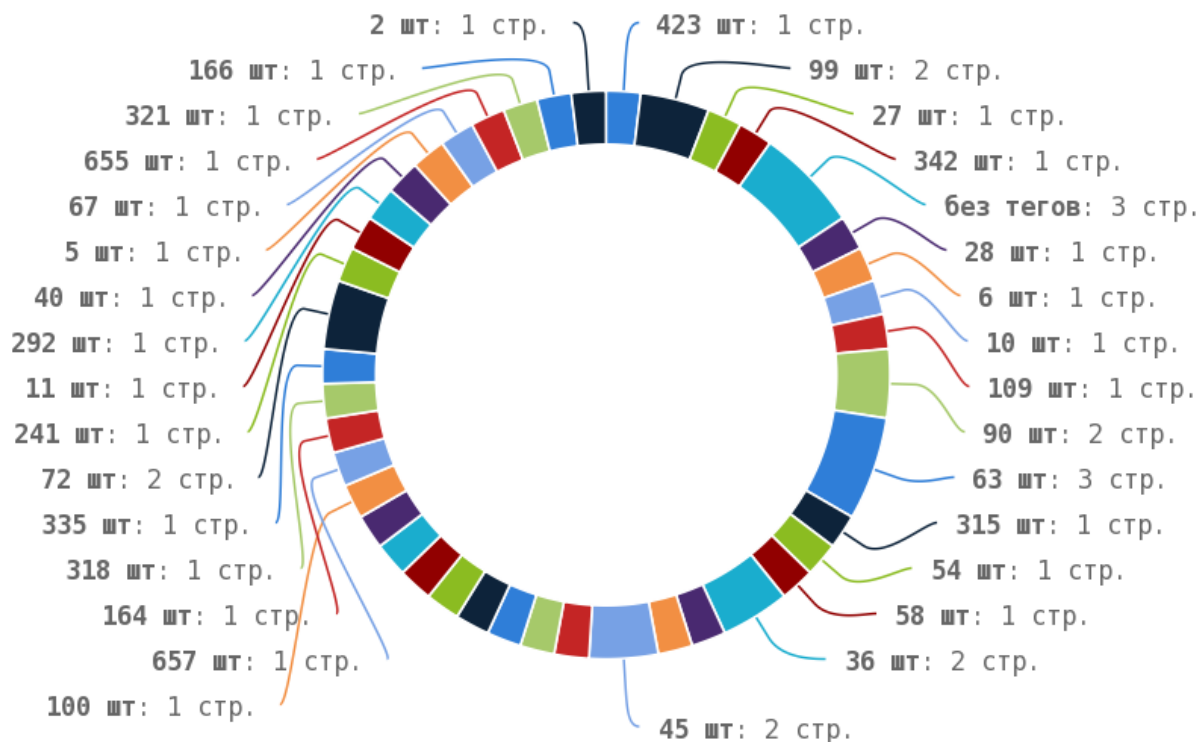 2 шт: 1 стр.
423 шт: 1 стр.
166 шт: 1 стр.
99 шт: 2 стр.
321 шт: 1 стр.
27 шт: 1 стр.
655 шт: 1 стр.
342 шт: 1 стр.
67 шт: 1 стр.
без тегов: 3 стр.
5 шт: 1 стр.
28 шт: 1 стр.
40 шт: 1 стр.
6 шт: 1 стр.
292 шт: 1 стр.
10 шт: 1 стр.
11 шт: 1 стр.
109 шт: 1 стр.
241 шт: 1 стр.
90 шт: 2 стр.
72 шт: 2 стр.
63 шт: 3 стр.
335 шт: 1 стр.
315 шт: 1 стр.
318 шт: 1 стр.
54 шт: 1 стр.
164 шт: 1 стр.
58 шт: 1 стр.
657 шт: 1 стр.
36 шт: 2 стр.
100 шт: 1 стр.
45 шт: 2 стр.